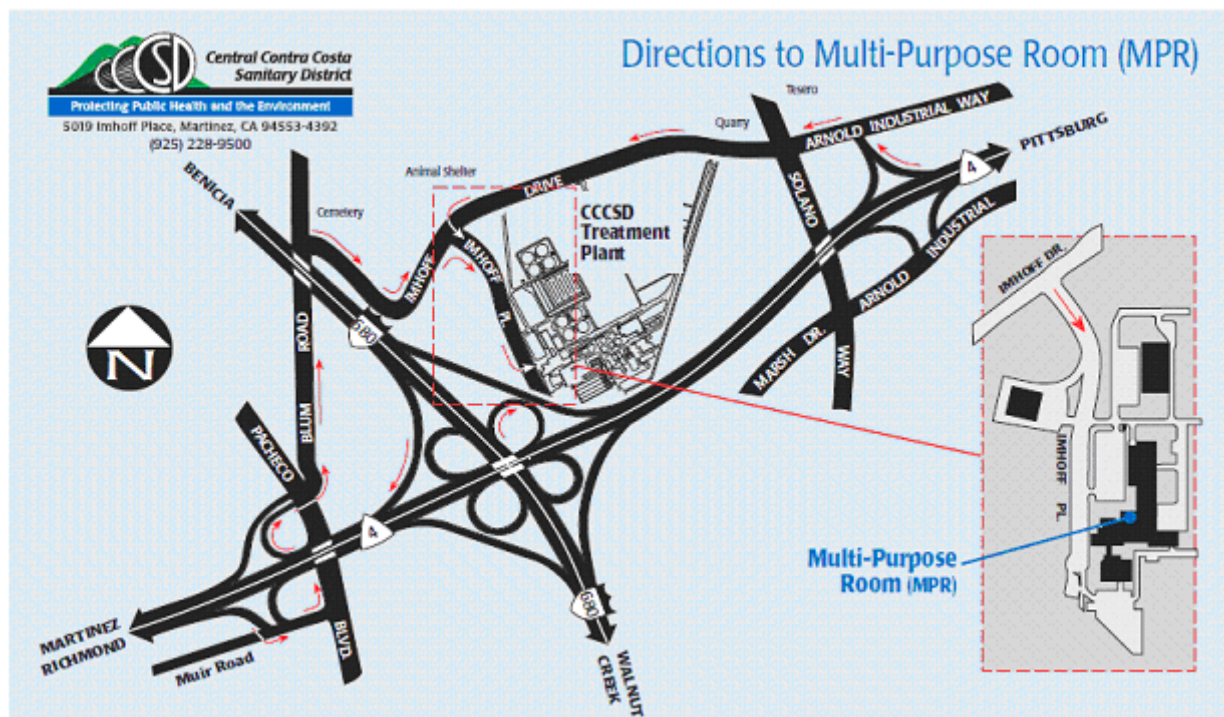 CCCSD
Central Contra Costa
Sanitary District
Protecting Public Health and the Environment
5019 Imhoff Place, Martinez, CA 94553-4392
(925) 228-9500
Directions to Multi-Purpose Room (MPR)
Tesero
Quarry
ARNOLD INDUSTRIAL WAY
PITTSBURG
4
BENICIA
Animal Shelter
Cemetery
DRIVE
IMHOFF
IMHOFF
PL.
CCCSD
Treatment
Plant
SOLANO
WAY
MARSH DR.
ARNOLD INDUSTRIAL
680
N
BLUM ROAD
PACHECO
BLVD.
4
MARTINEZ
RICHMOND
Muir Road
680
WALNUT
CREEK
IMHOFF DR.
IMHOFF PL.
Multi-Purpose
Room (MPR)